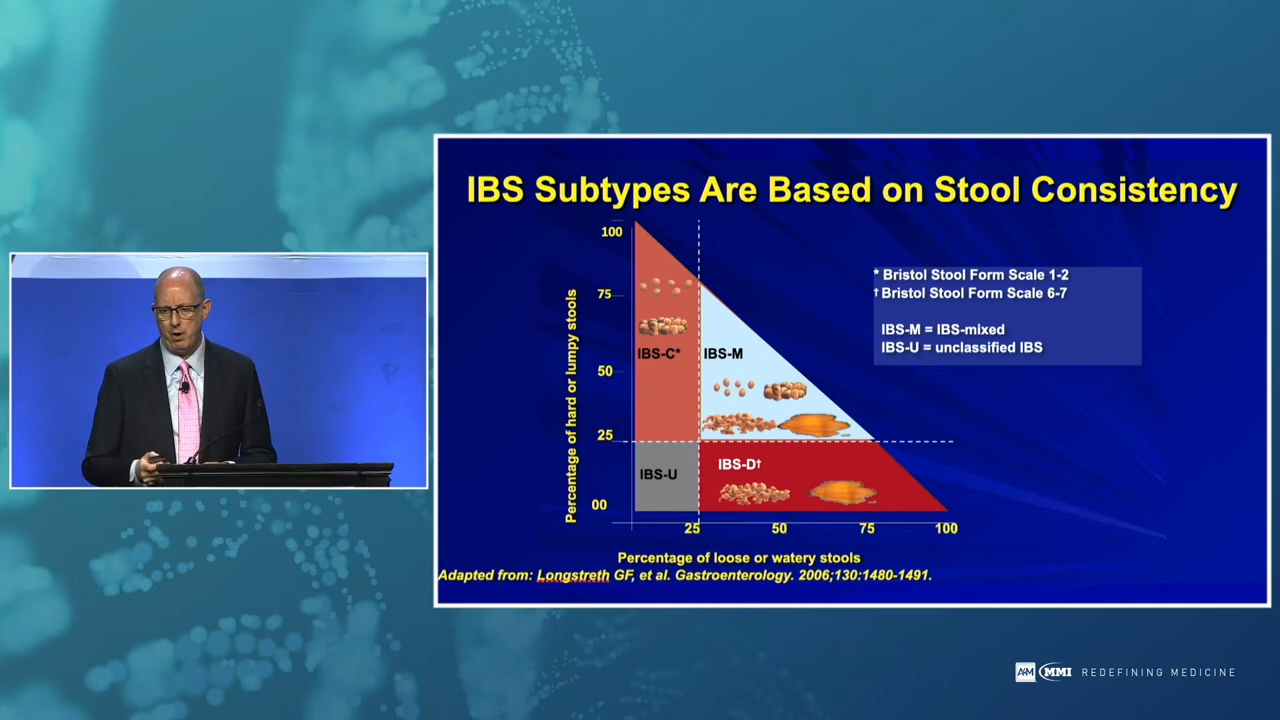 IBS Subtypes Are Based on Stool Consistency
100
75
50
25
00
Percentage of hard or lumpy stools
IBS-C*
IBS-M
IBS-U
IBS-D†
25
50
75
100
Percentage of loose or watery stools
* Bristol Stool Form Scale 1-2
† Bristol Stool Form Scale 6-7
IBS-M = IBS-mixed
IBS-U = unclassified IBS
Adapted from: Longstreth GF, et al. Gastroenterology. 2006;130:1480-1491.
A4M MMI REDEFINING MEDICINE